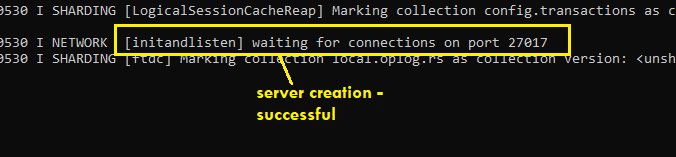 0530 I SHARDING [LogicalSessionCacheReap] Marking collection config.transactions as c
0530 I NETWORK [initandlisten] waiting for connections on port 27017
0530 I SHARDING [ftdc] Marking collection local.oplog.rs as collection version: <unsh
server creation -
successful